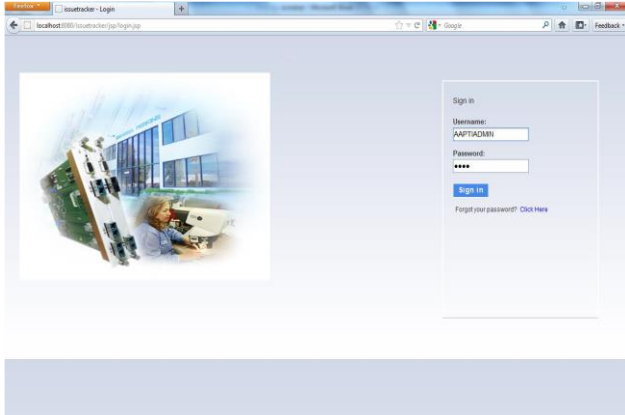 Firefox
issuetracker - Login
localhost:8080/issuetracker/jsp/login.jsp
Google
Feedback
Sign in
Username:
AAPTIADMIN
Password:
••••
Sign in
Forgot your password? Click Here